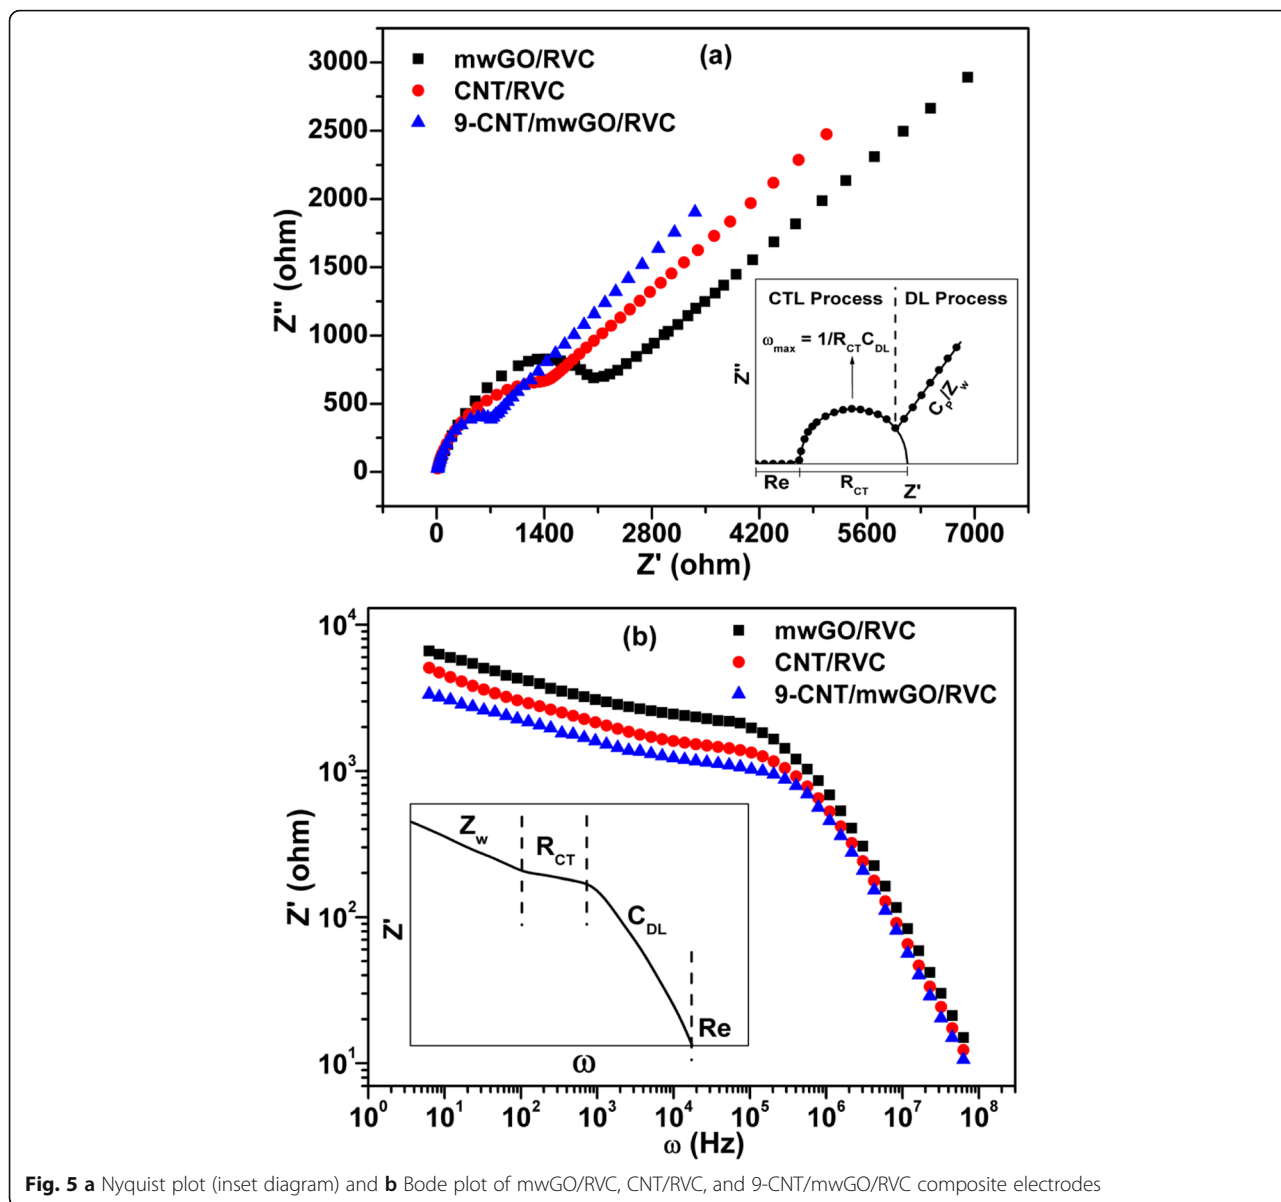 (a)
mwGO/RVC
CNT/RVC
9-CNT/mwGO/RVC
3000
2500
2000
1500
1000
500
0
Z'' (ohm)
0 1400 2800 4200 5600 7000
Z' (ohm)
CTL Process DL Process
ωmax = 1/RCTCDL
Z''
CP/Zw
Re RCT Z'
(b)
mwGO/RVC
CNT/RVC
9-CNT/mwGO/RVC
10⁴
10³
10²
10¹
Z' (ohm)
10⁰ 10¹ 10² 10³ 10⁴ 10⁵ 10⁶ 10⁷ 10⁸
ω (Hz)
Zw
RCT
CDL
Re
Z'
ω
Fig. 5 a Nyquist plot (inset diagram) and b Bode plot of mwGO/RVC, CNT/RVC, and 9-CNT/mwGO/RVC composite electrodes